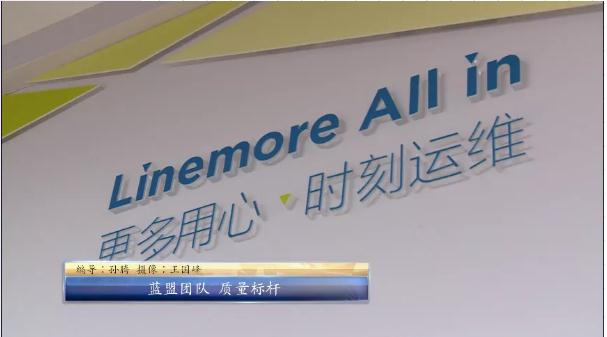 Linemore All in
更多用心 时刻运维
编导：孙腾 摄像：王国峰
蓝盟团队 质量标杆